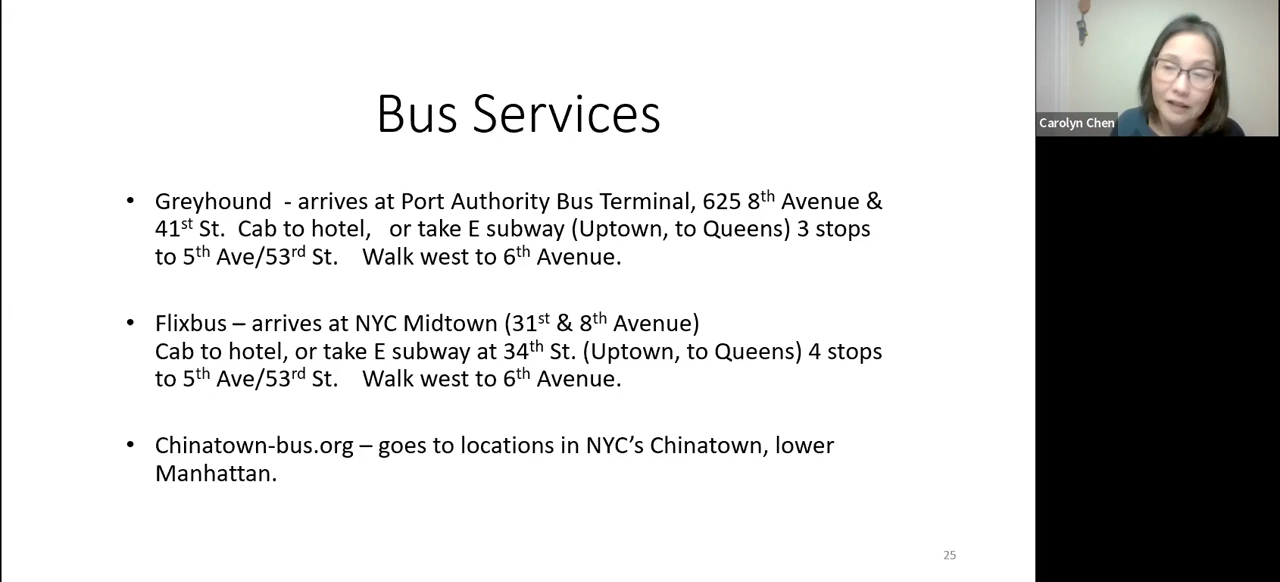 Bus Services
• Greyhound - arrives at Port Authority Bus Terminal, 625 8th Avenue &
41st St. Cab to hotel, or take E subway (Uptown, to Queens) 3 stops
to 5th Ave/53rd St. Walk west to 6th Avenue.
• Flixbus – arrives at NYC Midtown (31st & 8th Avenue)
Cab to hotel, or take E subway at 34th St. (Uptown, to Queens) 4 stops
to 5th Ave/53rd St. Walk west to 6th Avenue.
• Chinatown-bus.org – goes to locations in NYC’s Chinatown, lower
Manhattan.
25
Carolyn Chen